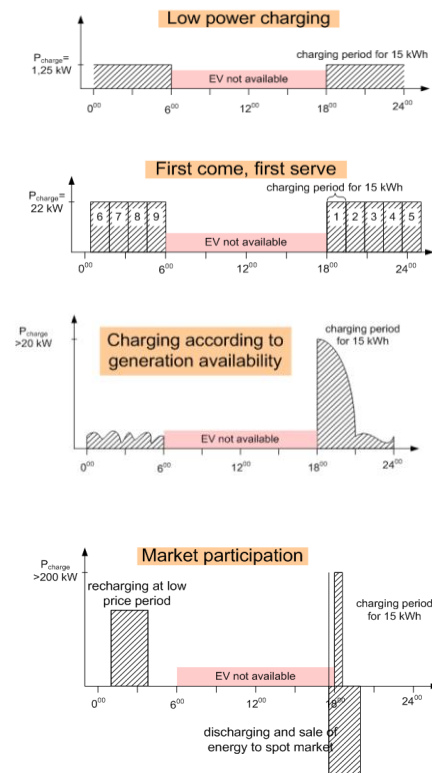 Low power charging
P charge=
1,25 kW
charging period for 15 kWh
EV not available
0⁰⁰ 6⁰⁰ 12⁰⁰ 18⁰⁰ 24⁰⁰
First come, first serve
charging period for 15 kWh
P charge=
22 kW
6 7 8 9 1 2 3 4 5
EV not available
0⁰⁰ 6⁰⁰ 12⁰⁰ 18⁰⁰ 24⁰⁰
P charge
>20 kW
Charging according to
generation availability
charging period
for 15 kWh
EV not available
0⁰⁰ 6⁰⁰ 12⁰⁰ 18⁰⁰ 24⁰⁰
Market participation
P charge
>200 kW
recharging at low
price period
charging period
for 15 kWh
EV not available
0⁰⁰ 6⁰⁰ 12⁰⁰ 18⁰⁰ 24⁰⁰
discharging and sale of
energy to spot market